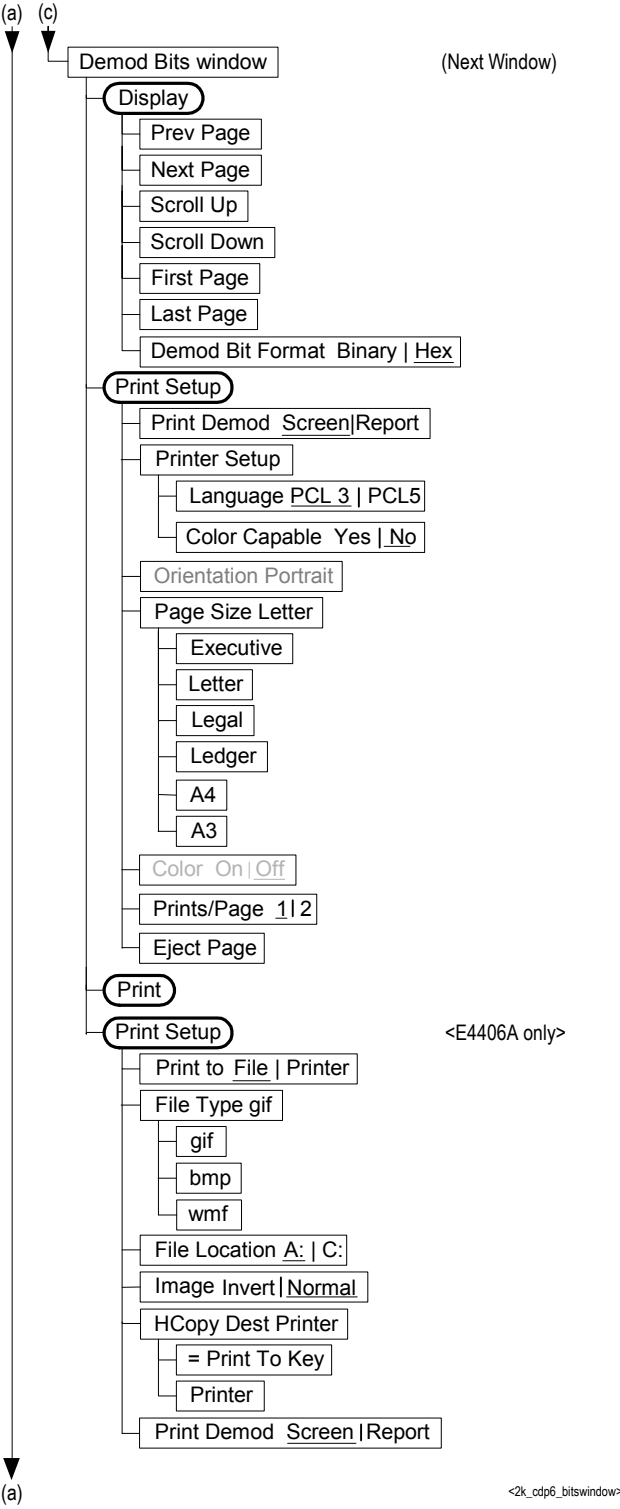 (a) (c)
Demod Bits window (Next Window)
Display
Prev Page
Next Page
Scroll Up
Scroll Down
First Page
Last Page
Demod Bit Format Binary | Hex
Print Setup
Print Demod Screen|Report
Printer Setup
Language PCL 3 | PCL5
Color Capable Yes | No
Orientation Portrait
Page Size Letter
Executive
Letter
Legal
Ledger
A4
A3
Color On | Off
Prints/Page 1|2
Eject Page
Print
Print Setup <E4406A only>
Print to File | Printer
File Type gif
gif
bmp
wmf
File Location A: | C:
Image Invert | Normal
HCopy Dest Printer
= Print To Key
Printer
Print Demod Screen | Report
(a) <2k_cdp6_bitswindow>